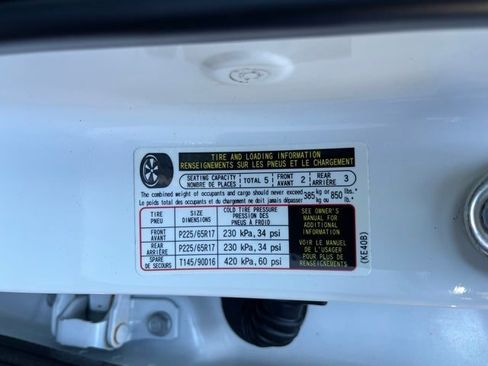 TIRE AND LOADING INFORMATION
RENSEIGNEMENTS SUR LES PNEUS ET LE CHARGEMENT
SEATING CAPACITY
NOMBRE DE PLACES
TOTAL 5
FRONT
AVANT 2
REAR
ARRIÈRE 3
The combined weight of occupants and cargo should never exceed 385 kg or 850 lbs.
Le poids total des occupants et du chargement ne doit jamais dépasser 385 kg ou 850 lb.
TIRE
PNEU
SIZE
DIMENSIONS
COLD TIRE PRESSURE
PRESSION DES
PNEUS À FROID
SEE OWNER'S
MANUAL FOR
ADDITIONAL
INFORMATION
VOIR LE MANUEL
DE L'USAGER
POUR PLUS DE
RENSEIGNEMENTS
FRONT
AVANT
P225/65R17
230 kPa, 34 psi
REAR
ARRIÈRE
P225/65R17
230 kPa, 34 psi
SPARE
DE SECOURS
T145/90D16
420 kPa, 60 psi
(KE40B)